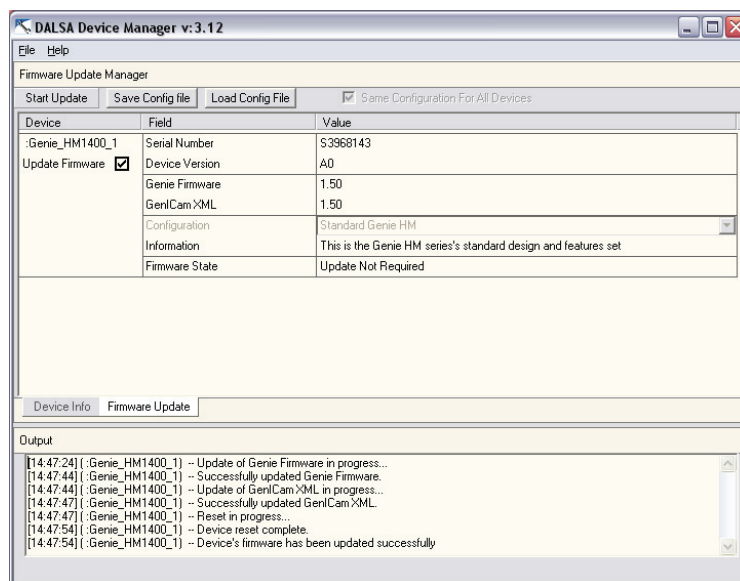 DALSA Device Manager v: 3.12
File Help
Firmware Update Manager
Start Update Save Config file Load Config File Same Configuration For All Devices
Device Field Value
:Genie_HM1400_1 Serial Number S3968143
Update Firmware Device Version A0
Genie Firmware 1.50
GenICam XML 1.50
Configuration Standard Genie HM
Information This is the Genie HM series's standard design and features set
Firmware State Update Not Required
Device Info Firmware Update
Output
[14:47:24] ( :Genie_HM1400_1) -- Update of Genie Firmware in progress...
[14:47:44] ( :Genie_HM1400_1) -- Successfully updated Genie Firmware.
[14:47:44] ( :Genie_HM1400_1) -- Update of GenICam XML in progress...
[14:47:47] ( :Genie_HM1400_1) -- Successfully updated GenICam XML.
[14:47:47] ( :Genie_HM1400_1) -- Reset in progress...
[14:47:54] ( :Genie_HM1400_1) -- Device reset complete.
[14:47:54] ( :Genie_HM1400_1) -- Device's firmware has been updated successfully